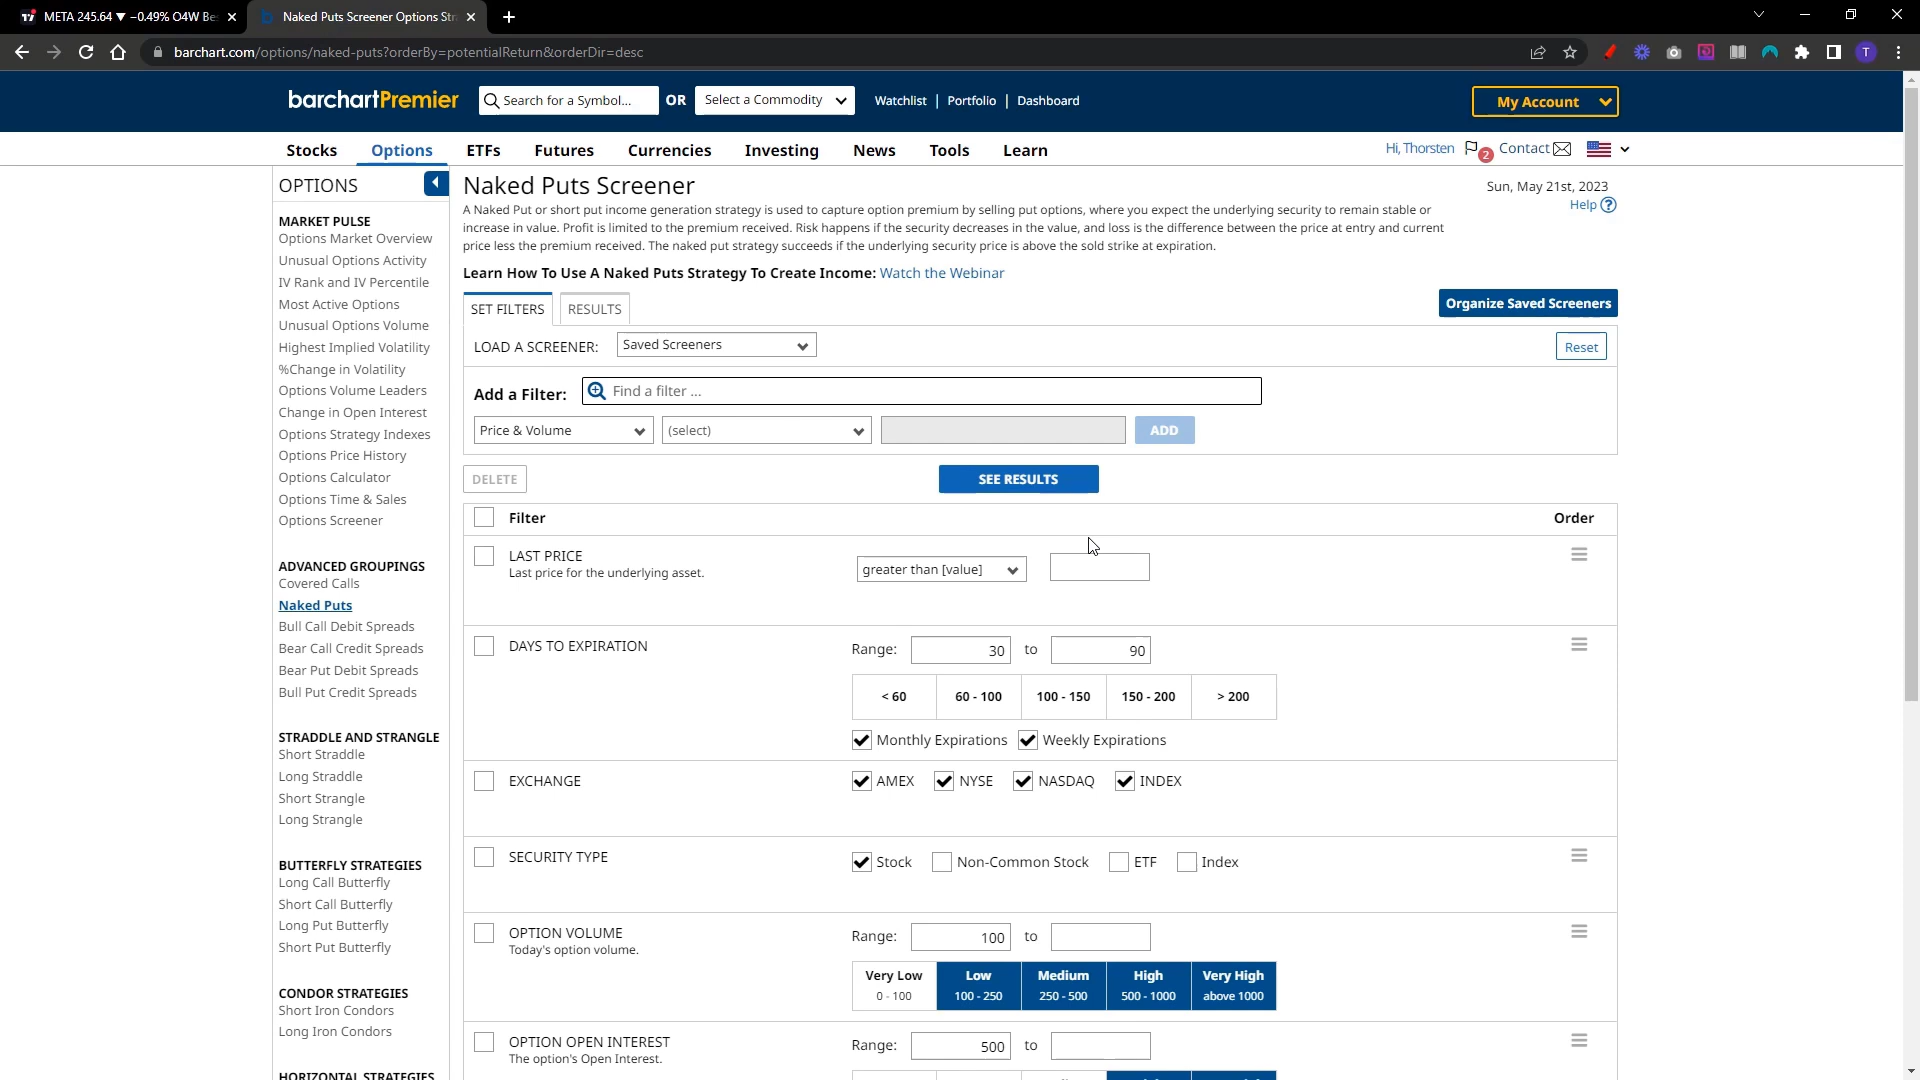 META 245.64 ▼ −0.49% O4W Be
Naked Puts Screener Options Str
barchart.com/options/naked-puts?orderBy=potentialReturn&orderDir=desc
T
barchartPremier
Search for a Symbol...
OR
Select a Commodity
Watchlist | Portfolio | Dashboard
My Account
Stocks Options ETFs Futures Currencies Investing News Tools Learn
Hi, Thorsten
2
Contact
OPTIONS
MARKET PULSE
Options Market Overview
Unusual Options Activity
IV Rank and IV Percentile
Most Active Options
Unusual Options Volume
Highest Implied Volatility
%Change in Volatility
Options Volume Leaders
Change in Open Interest
Options Strategy Indexes
Options Price History
Options Calculator
Options Time & Sales
Options Screener
ADVANCED GROUPINGS
Covered Calls
Naked Puts
Bull Call Debit Spreads
Bear Call Credit Spreads
Bear Put Debit Spreads
Bull Put Credit Spreads
STRADDLE AND STRANGLE
Short Straddle
Long Straddle
Short Strangle
Long Strangle
BUTTERFLY STRATEGIES
Long Call Butterfly
Short Call Butterfly
Long Put Butterfly
Short Put Butterfly
CONDOR STRATEGIES
Short Iron Condors
Long Iron Condors
HORIZONTAL STRATEGIES
Naked Puts Screener
Sun, May 21st, 2023
Help ?
A Naked Put or short put income generation strategy is used to capture option premium by selling put options, where you expect the underlying security to remain stable or
increase in value. Profit is limited to the premium received. Risk happens if the security decreases in the value, and loss is the difference between the price at entry and current
price less the premium received. The naked put strategy succeeds if the underlying security price is above the sold strike at expiration.
Learn How To Use A Naked Puts Strategy To Create Income: Watch the Webinar
SET FILTERS RESULTS
Organize Saved Screeners
LOAD A SCREENER: Saved Screeners
Reset
Add a Filter: Find a filter ...
Price & Volume (select) ADD
DELETE SEE RESULTS
Filter Order
LAST PRICE
Last price for the underlying asset.
greater than [value]
DAYS TO EXPIRATION Range: 30 to 90
< 60 60 - 100 100 - 150 150 - 200 > 200
Monthly Expirations Weekly Expirations
EXCHANGE AMEX NYSE NASDAQ INDEX
SECURITY TYPE Stock Non-Common Stock ETF Index
OPTION VOLUME Range: 100 to
Today's option volume.
Very Low Low Medium High Very High
0 - 100 100 - 250 250 - 500 500 - 1000 above 1000
OPTION OPEN INTEREST Range: 500 to
The option's Open Interest.